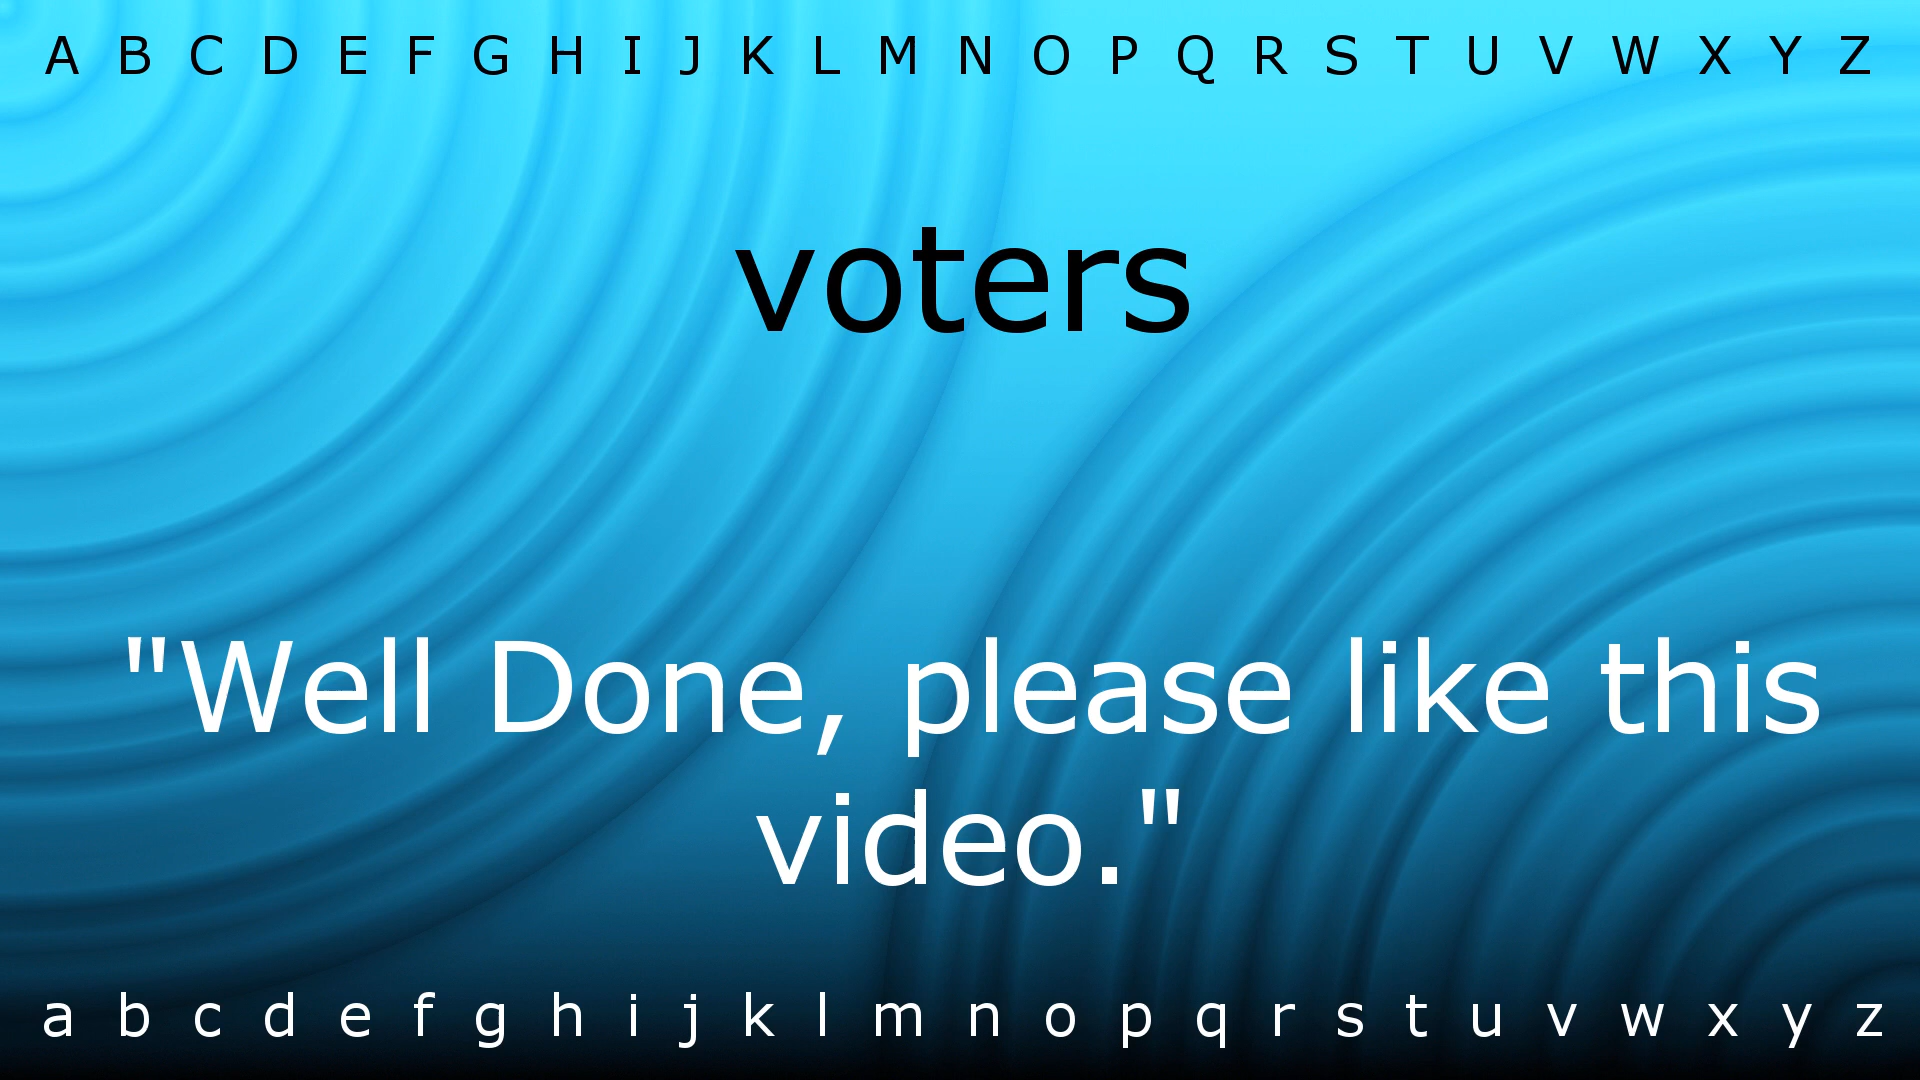 A B C D E F G H I J K L M N O P Q R S T U V W X Y Z
voters
"Well Done, please like this
video."
a b c d e f g h i j k l m n o p q r s t u v w x y z